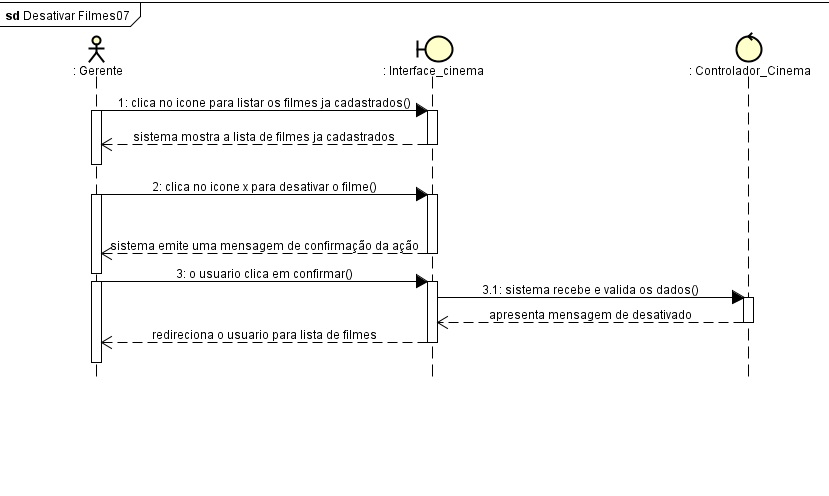 sd Desativar Filmes07
: Gerente
: Interface_cinema
: Controlador_Cinema
1: clica no icone para listar os filmes ja cadastrados()
sistema mostra a lista de filmes ja cadastrados
2: clica no icone x para desativar o filme()
sistema emite uma mensagem de confirmação da ação
3: o usuario clica em confirmar()
3.1: sistema recebe e valida os dados()
apresenta mensagem de desativado
redireciona o usuario para lista de filmes